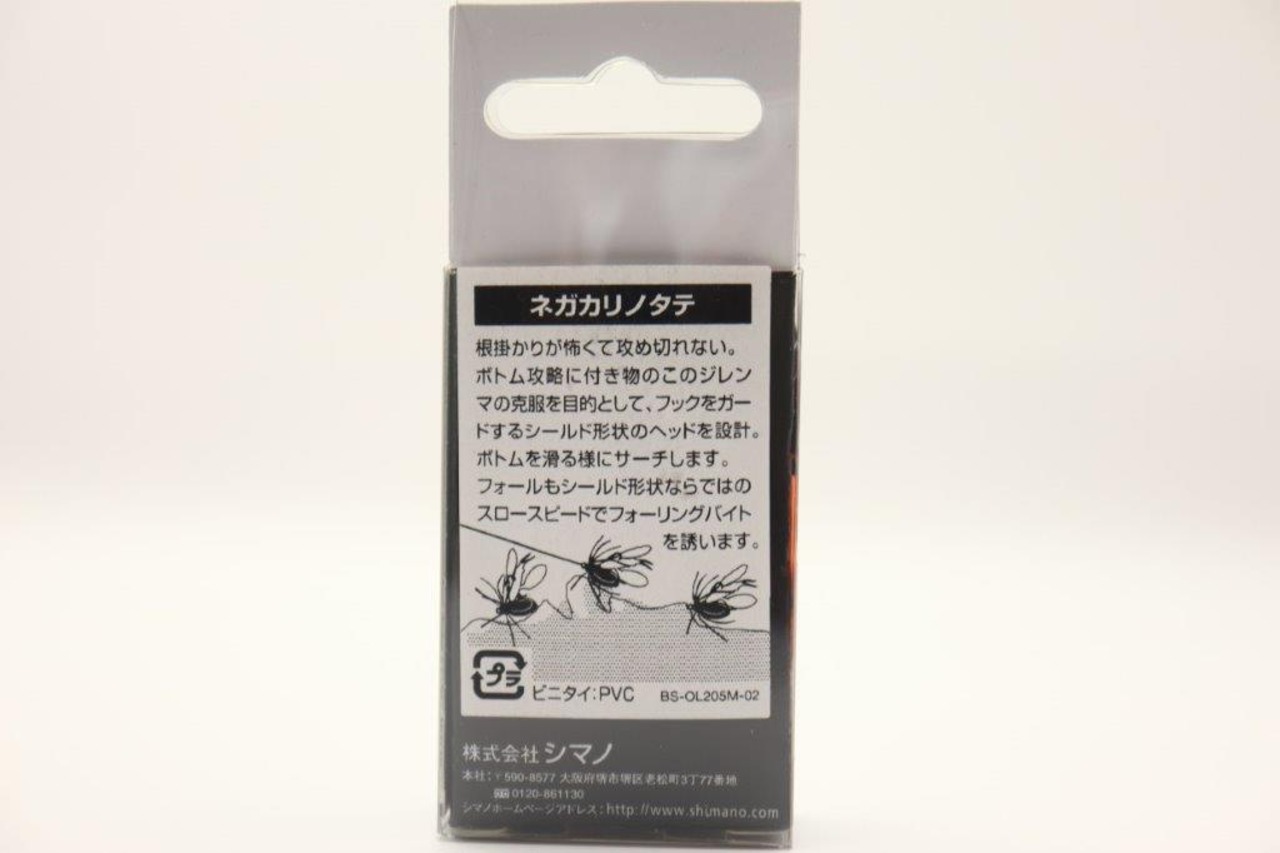 ネガカリノタテ
根掛かりが怖くて攻め切れない。
ボトム攻略に付き物のこのジレン
マの克服を目的として、フックをガー
ドするシールド形状のヘッドを設計。
ボトムを滑る様にサーチします。
フォールもシールド形状ならではの
スロースピードでフォーリングバイト
を誘います。
プラ
ビニタイ:PVC BS-OL205M-02
株式会社シマノ
本社:〒590-8577 大阪府堺市堺区老松町3丁77番地
0120-861130
シマノホームページアドレス:http://www.shimano.com